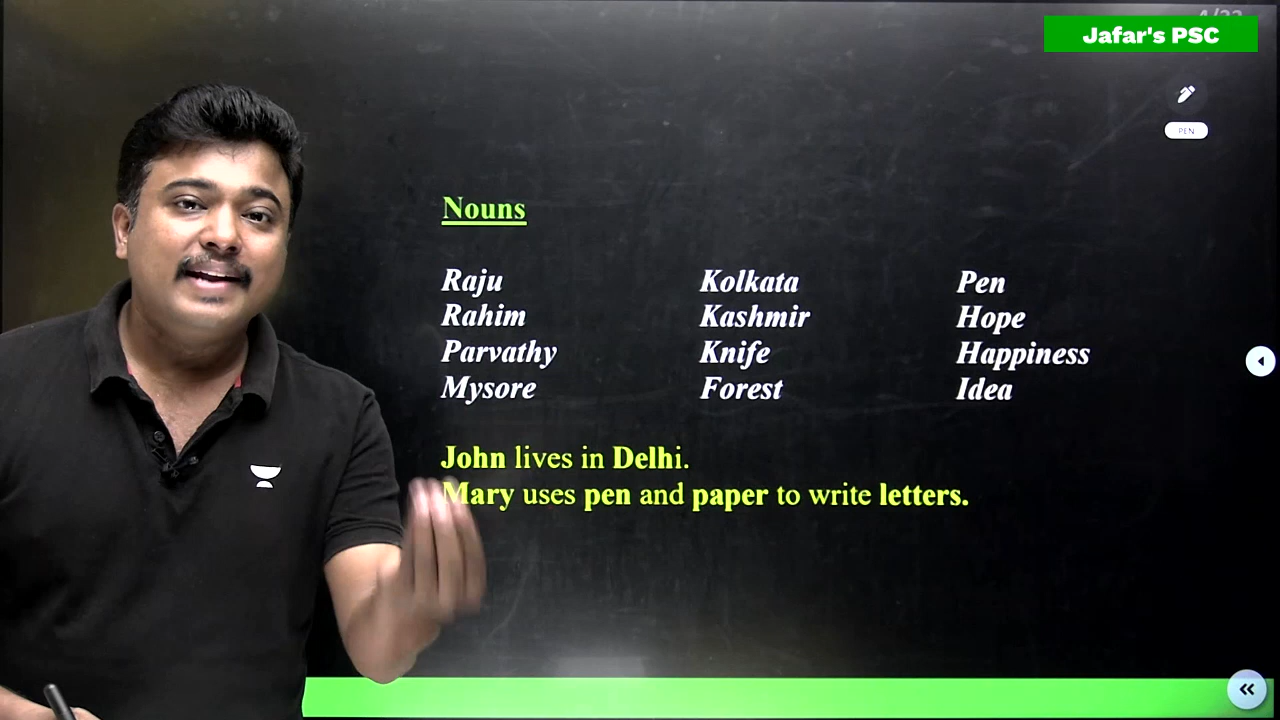 Jafar's PSC
PEN
Nouns
Raju Kolkata Pen
Rahim Kashmir Hope
Parvathy Knife Happiness
Mysore Forest Idea
John lives in Delhi.
Mary uses pen and paper to write letters.